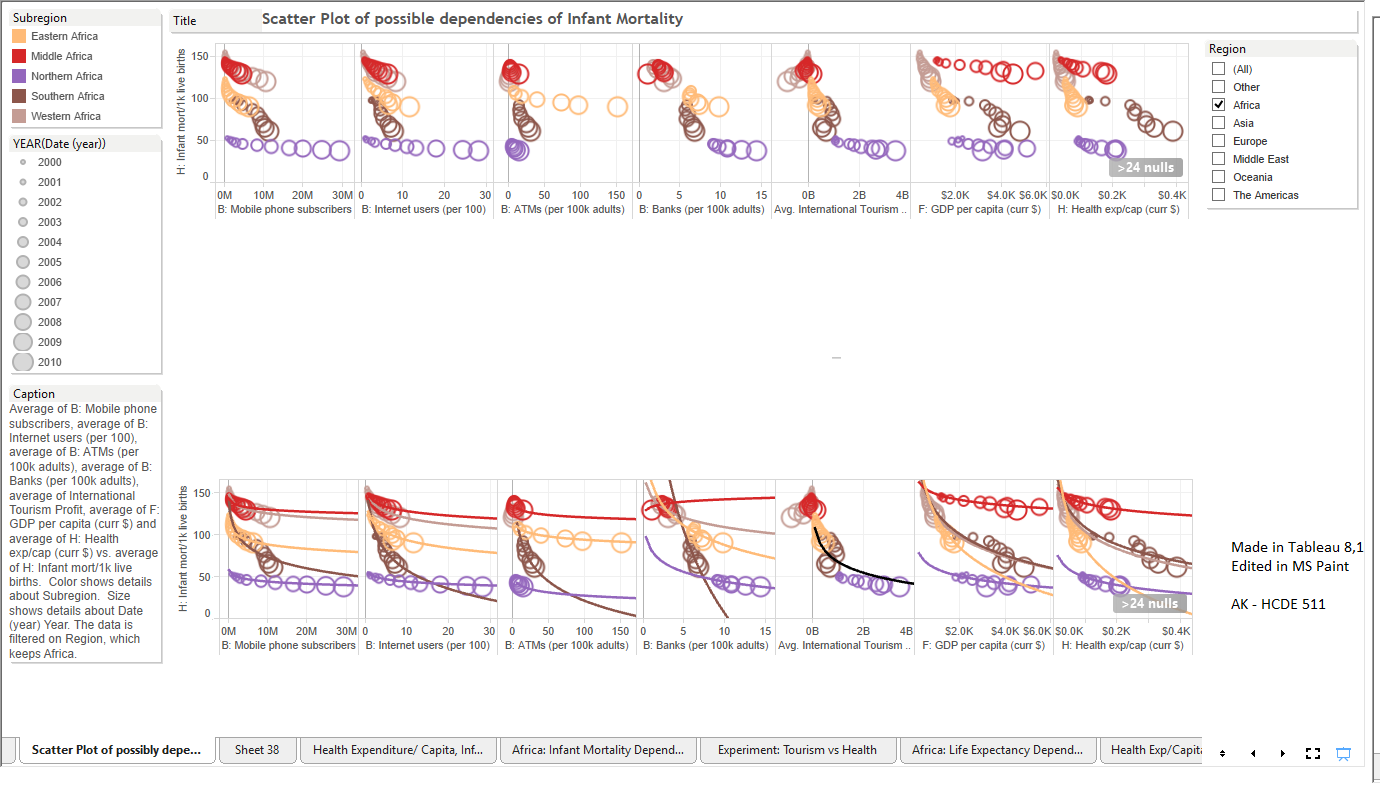 Subregion
Eastern Africa
Middle Africa
Northern Africa
Southern Africa
Western Africa
YEAR(Date (year))
2000
2001
2002
2003
2004
2005
2006
2007
2008
2009
2010
Caption
Average of B: Mobile phone
subscribers, average of B:
Internet users (per 100),
average of B: ATMs (per
100k adults), average of B:
Banks (per 100k adults),
average of International
Tourism Profit, average of F:
GDP per capita (curr $) and
average of H: Health
exp/cap (curr $) vs. average
of H: Infant mort/1k live
births.  Color shows details
about Subregion.  Size
shows details about Date
(year) Year. The data is
filtered on Region, which
keeps Africa.
Title
Scatter Plot of possible dependencies of Infant Mortality
H: Infant mort/1k live births
150
100
50
0
0M 10M 20M 30M 0 10 20 30 0 50 100 150 0 5 10 15 0B 2B 4B $2.0K $4.0K $6.0K $0.0K $0.2K $0.4K
B: Mobile phone subscribers B: Internet users (per 100) B: ATMs (per 100k adults) B: Banks (per 100k adults) Avg. International Tourism .. F: GDP per capita (curr $) H: Health exp/cap (curr $)
>24 nulls
Region
(All)
Other
Africa
Asia
Europe
Middle East
Oceania
The Americas
H: Infant mort/1k live births
150
100
50
0
0M 10M 20M 30M 0 10 20 30 0 50 100 150 0 5 10 15 0B 2B 4B $2.0K $4.0K $6.0K $0.0K $0.2K $0.4K
B: Mobile phone subscribers B: Internet users (per 100) B: ATMs (per 100k adults) B: Banks (per 100k adults) Avg. International Tourism .. F: GDP per capita (curr $) H: Health exp/cap (curr $)
>24 nulls
Made in Tableau 8,1
Edited in MS Paint
AK - HCDE 511
Scatter Plot of possibly depe... Sheet 38 Health Expenditure/ Capita, Inf... Africa: Infant Mortality Depend... Experiment: Tourism vs Health Africa: Life Expectancy Depend... Health Exp/Capita